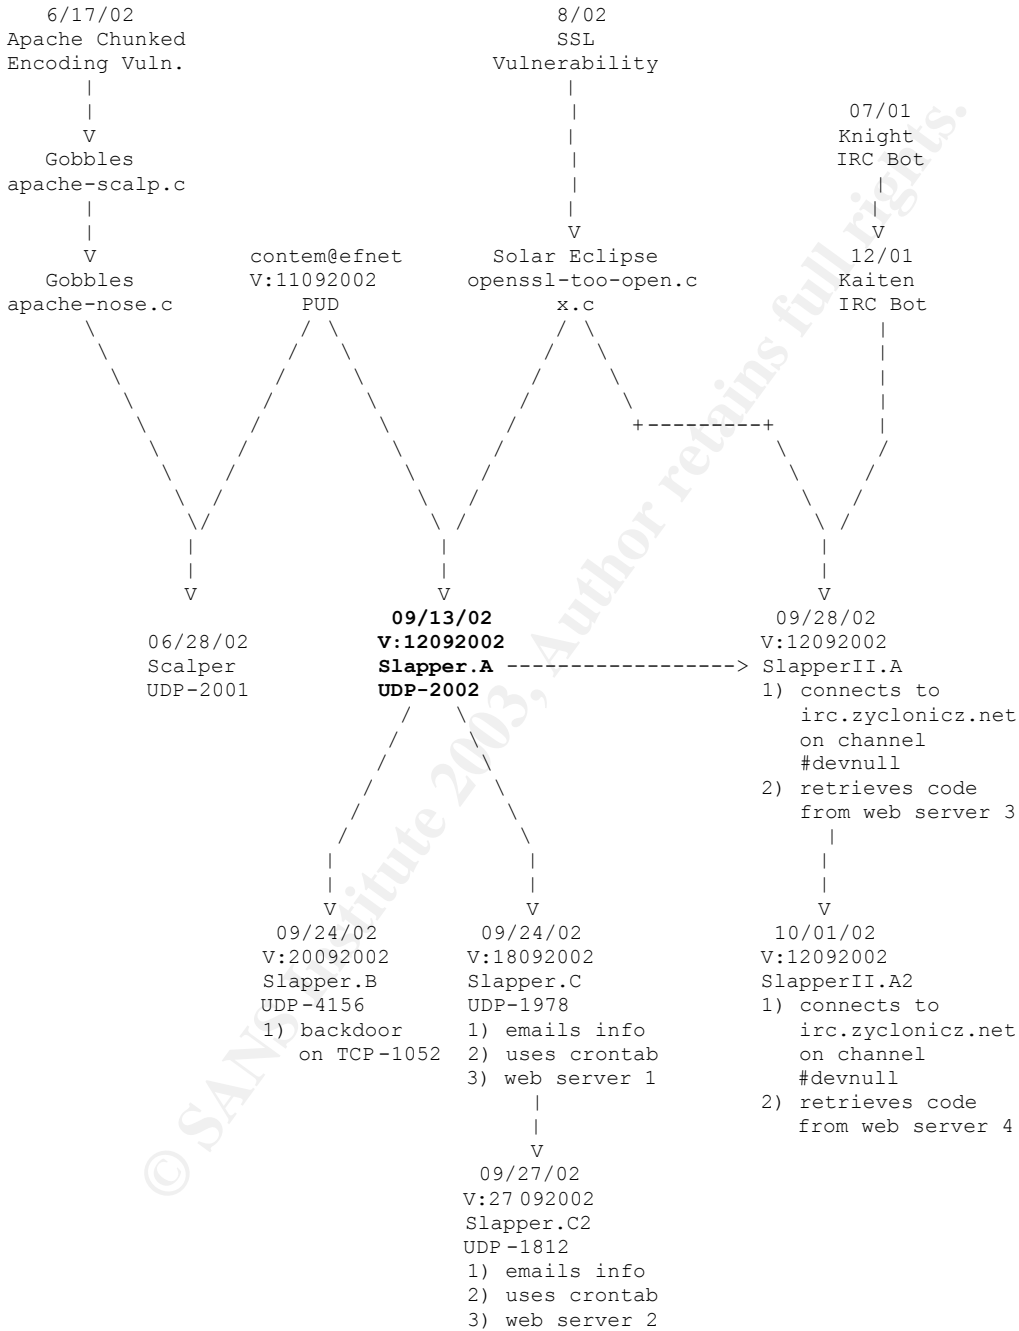 6/17/02
Apache Chunked
Encoding Vuln.
8/02
SSL
Vulnerability
07/01
Knight
IRC Bot
Gobbles
apache-scalp.c
Gobbles
apache-nose.c
contem@efnet
V:11092002
PUD
Solar Eclipse
openssl-too-open.c
x.c
12/01
Kaiten
IRC Bot
06/28/02
Scalper
UDP-2001
09/13/02
V:12092002
Slapper.A
UDP-2002
09/28/02
V:12092002
SlapperII.A
1) connects to
irc.zyclonicz.net
on channel
#devnull
2) retrieves code
from web server 3
09/24/02
V:20092002
Slapper.B
UDP-4156
1) backdoor
on TCP-1052
09/24/02
V:18092002
Slapper.C
UDP-1978
1) emails info
2) uses crontab
3) web server 1
10/01/02
V:12092002
SlapperII.A2
1) connects to
irc.zyclonicz.net
on channel
#devnull
2) retrieves code
from web server 4
09/27/02
V:27 092002
Slapper.C2
UDP-1812
1) emails info
2) uses crontab
3) web server 2
© SANS Institute 2003, Author retains full rights.